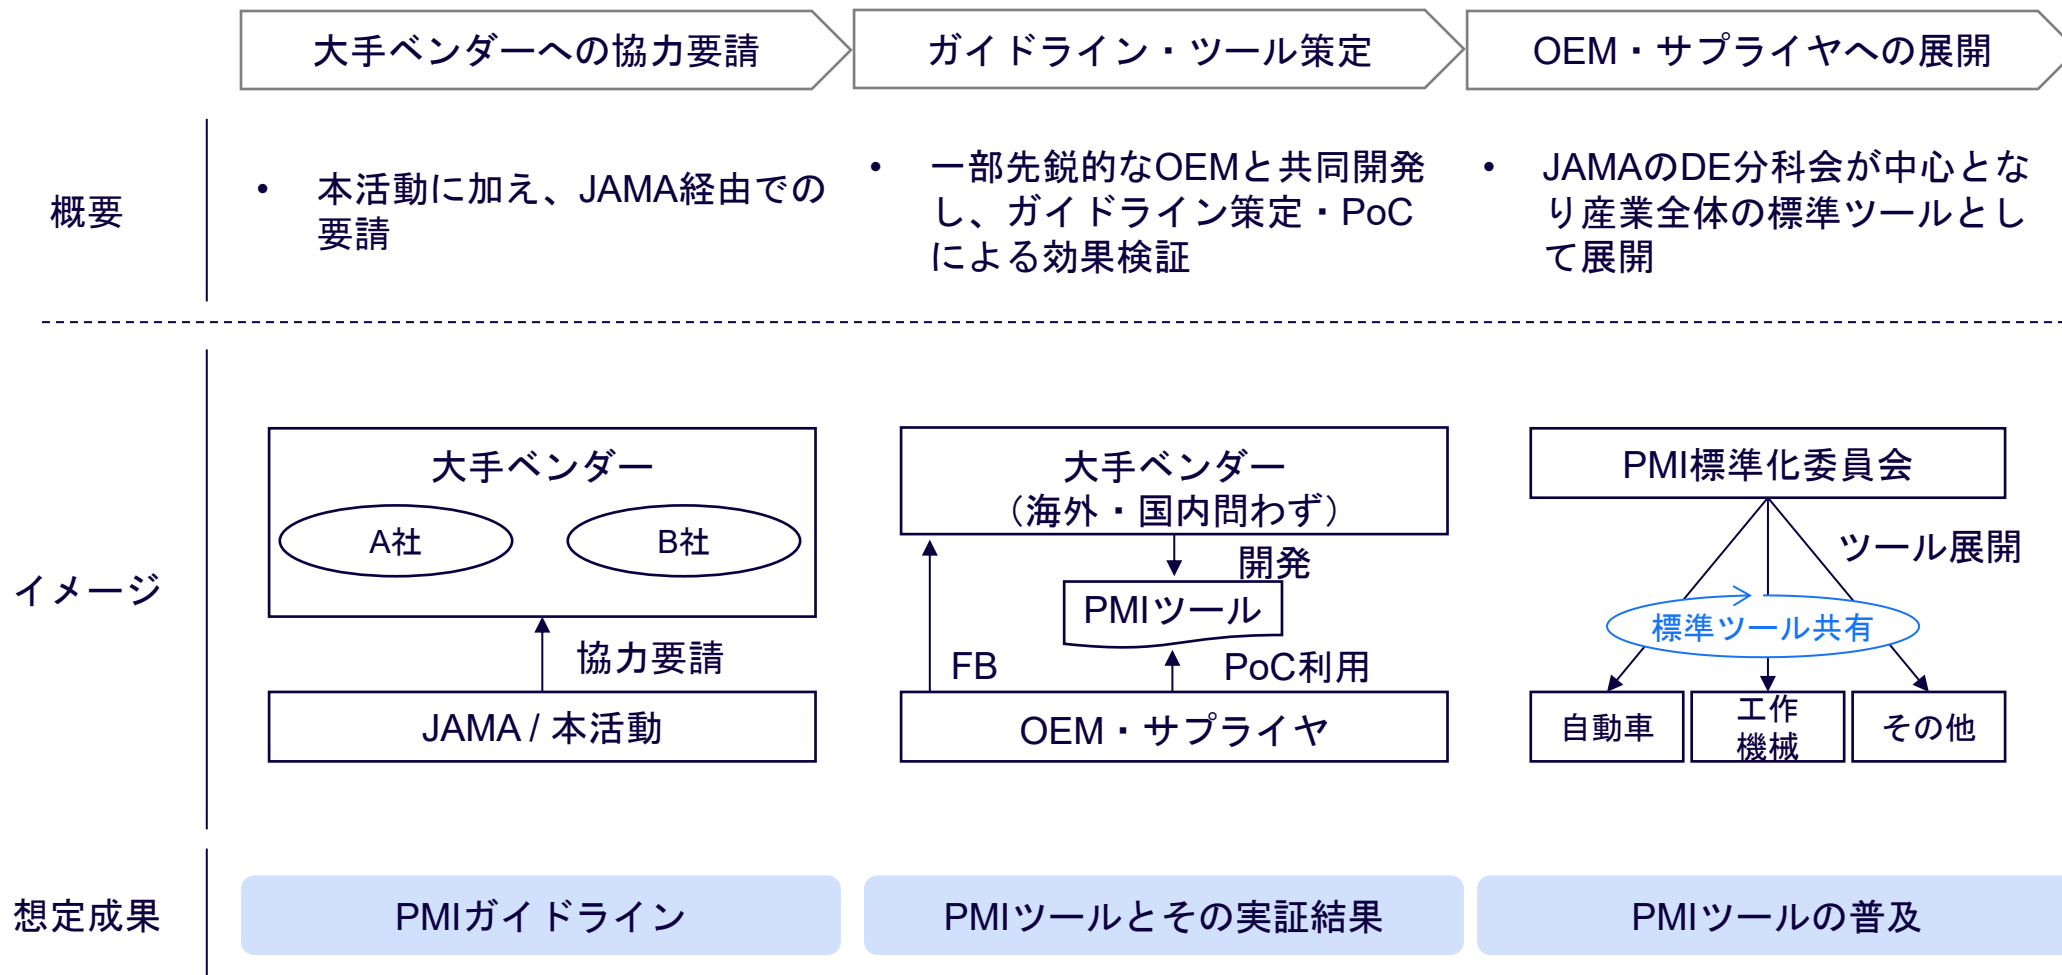 大手ベンダーへの協力要請
ガイドライン・ツール策定
OEM・サプライヤへの展開
概要
• 本活動に加え、JAMA経由での
要請
• 一部先鋭的なOEMと共同開発
し、ガイドライン策定・PoC
による効果検証
• JAMAのDE分科会が中心とな
り産業全体の標準ツールとし
て展開
イメージ
大手ベンダー
A社
B社
協力要請
JAMA / 本活動
大手ベンダー
（海外・国内問わず）
開発
PMIツール
FB
PoC利用
OEM・サプライヤ
PMI標準化委員会
ツール展開
標準ツール共有
自動車
工作
機械
その他
想定成果
PMIガイドライン
PMIツールとその実証結果
PMIツールの普及